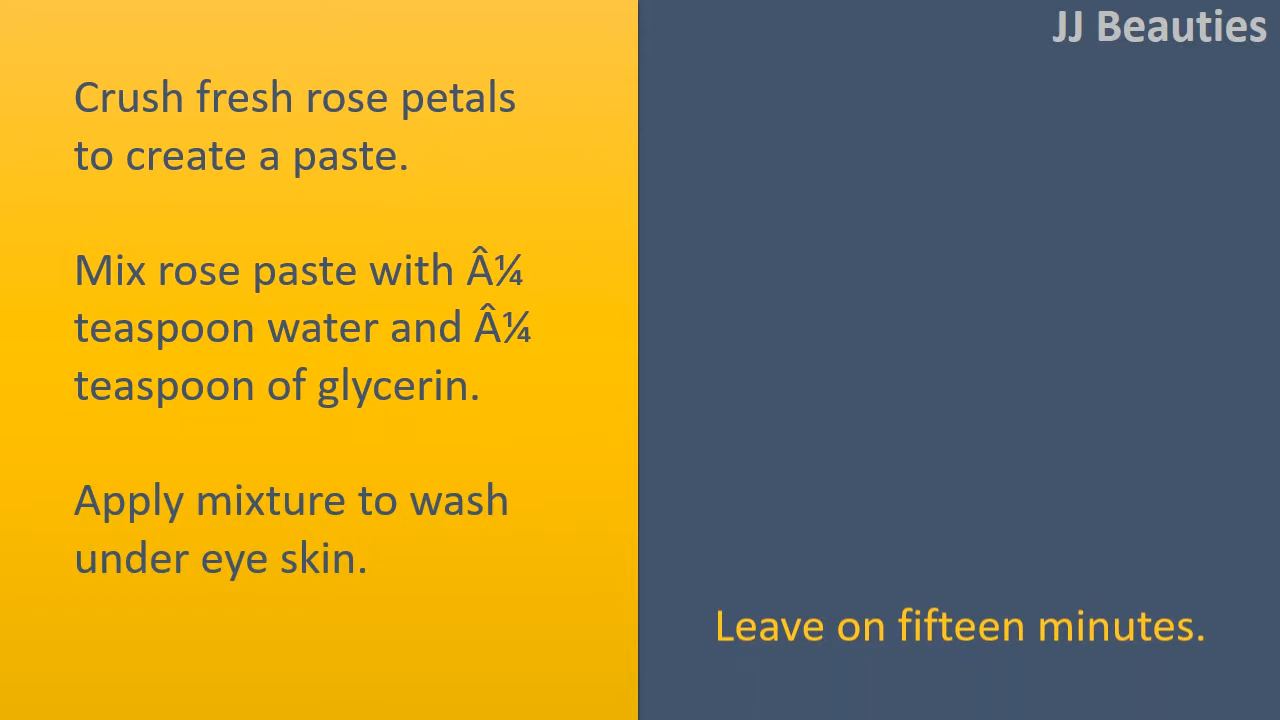 JJ Beauties
Crush fresh rose petals
to create a paste.
Mix rose paste with Â¼
teaspoon water and Â¼
teaspoon of glycerin.
Apply mixture to wash
under eye skin.
Leave on fifteen minutes.